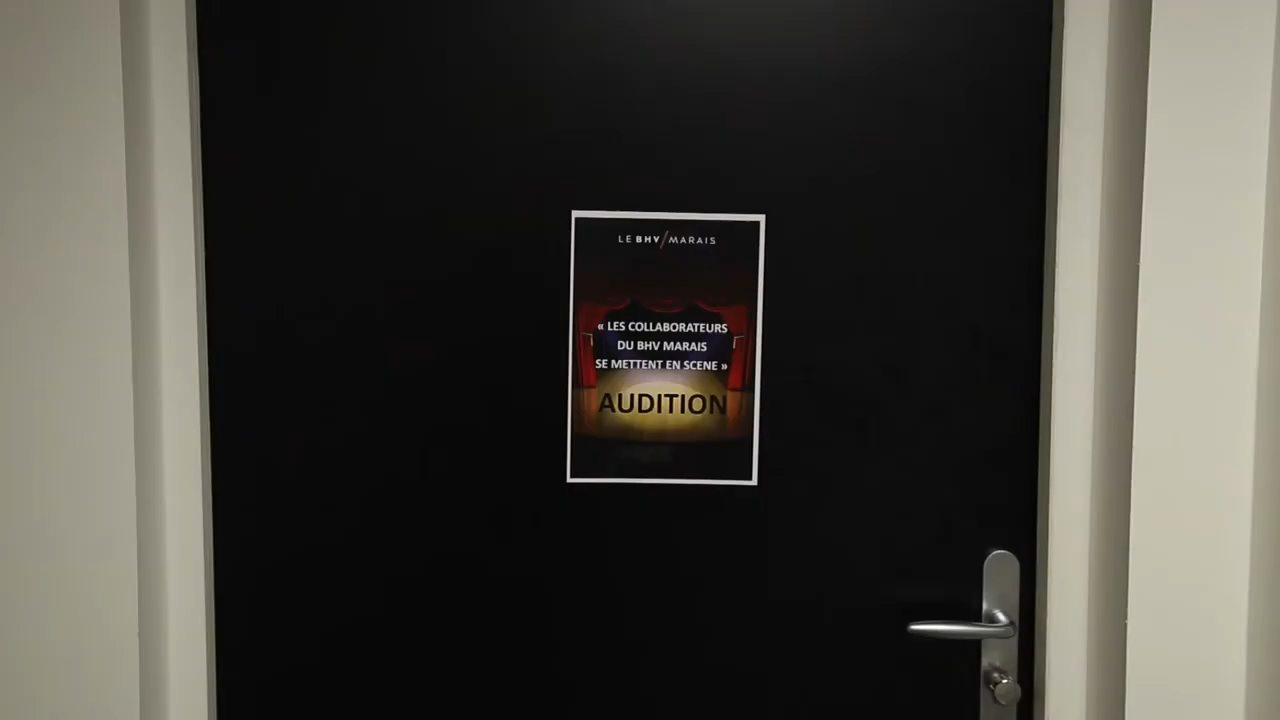 LE BHV/MARAIS
« LES COLLABORATEURS
DU BHV MARAIS
SE METTENT EN SCENE »
AUDITION